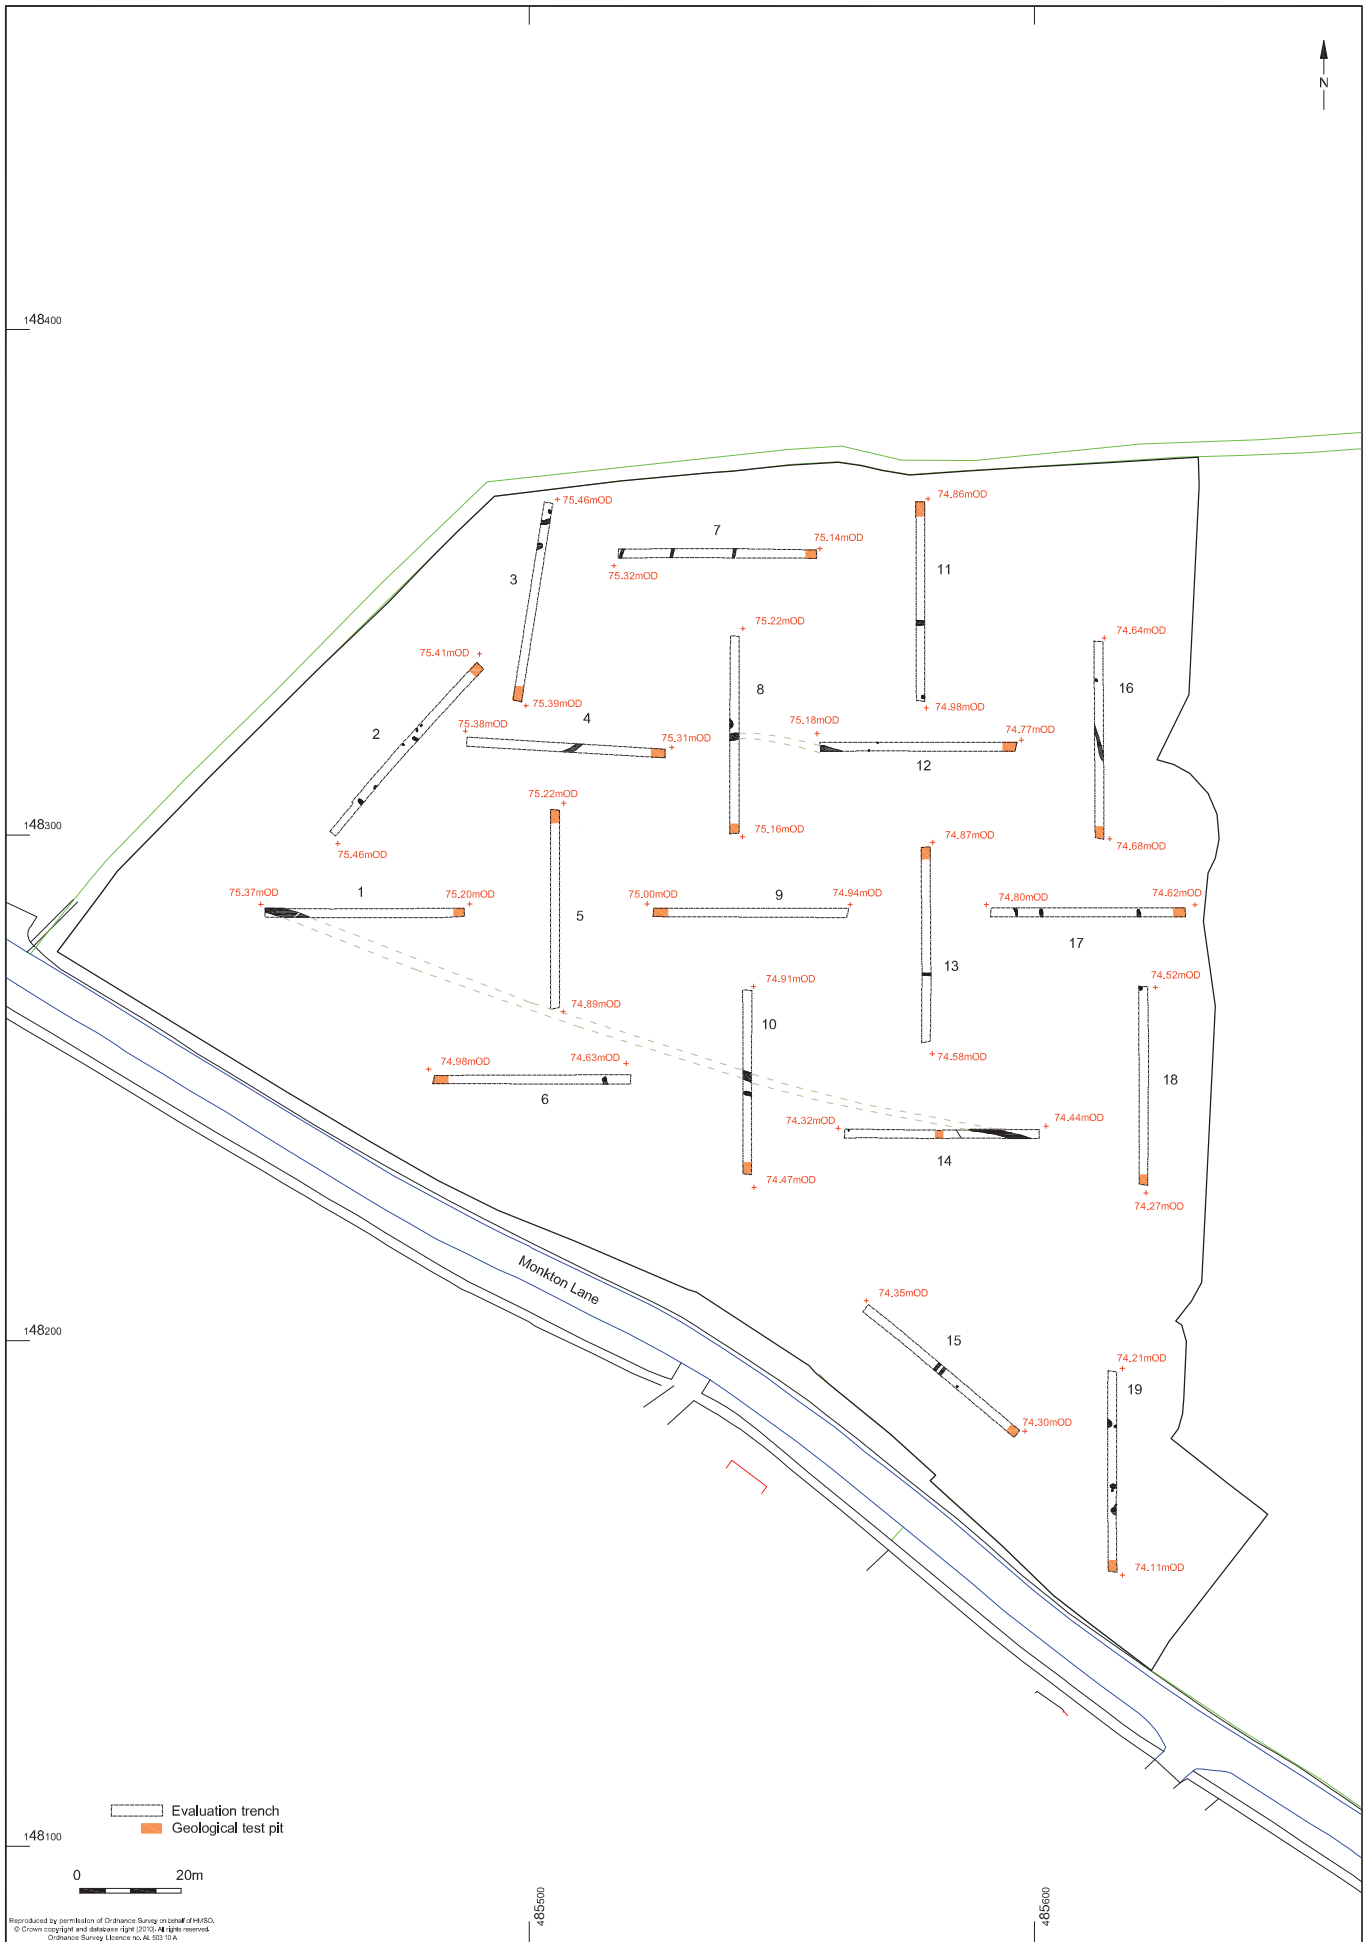 N
148400
75.46mOD
74.86mOD
7
75.14mOD
3
75.32mOD
11
75.22mOD
74.64mOD
75.41mOD
8
16
75.39mOD
4
74.98mOD
75.38mOD
75.18mOD
74.77mOD
2
75.31mOD
12
75.22mOD
148300
75.16mOD
74.87mOD
74.68mOD
75.46mOD
75.37mOD
1
75.20mOD
75.00mOD
9
74.94mOD
74.80mOD
74.62mOD
5
17
13
74.91mOD
74.52mOD
74.89mOD
10
74.58mOD
74.98mOD
74.63mOD
18
6
74.32mOD
74.44mOD
14
74.47mOD
74.27mOD
Monkton Lane
74.35mOD
148200
15
74.21mOD
19
74.30mOD
74.11mOD
Evaluation trench
Geological test pit
148100
0 20m
485500
485600
Reproduced by permission of Ordnance Survey on behalf of HMSO.
© Crown copyright and database right (2010). All rights reserved.
Ordnance Survey Licence no. AL 503 10 A